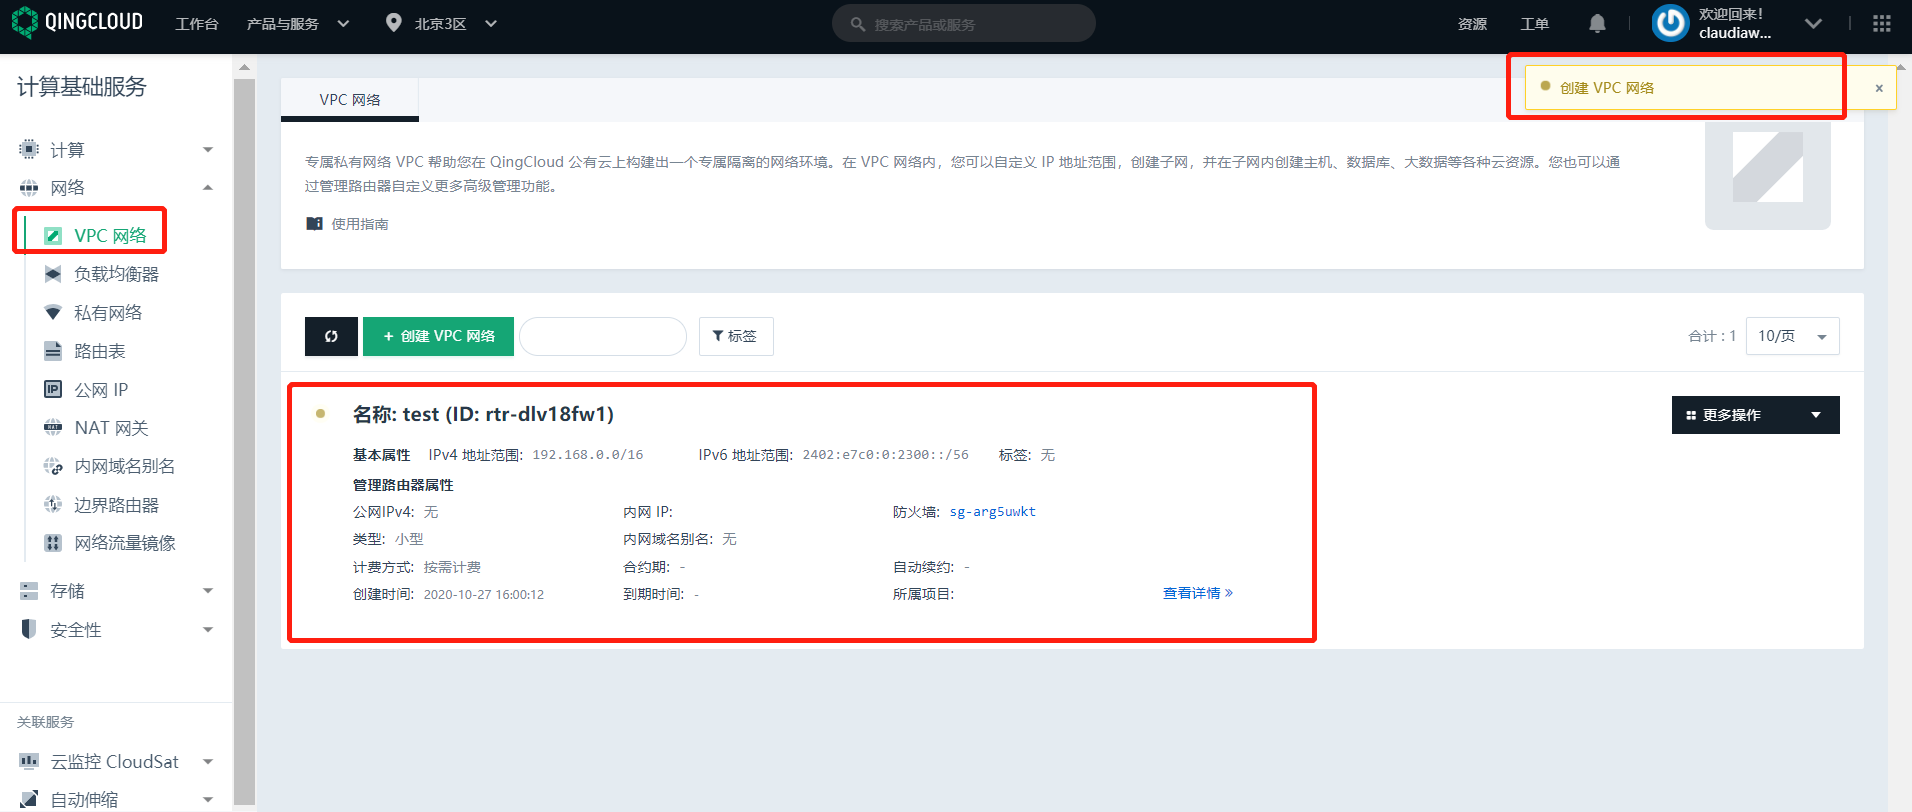 QINGCLOUD 工作台 产品与服务 北京3区 搜索产品或服务 资源 工单 欢迎回来！
claudiaw...
计算基础服务
计算
网络
VPC 网络
负载均衡器
私有网络
路由表
IP 公网 IP
NAT NAT 网关
内网域名别名
边界路由器
网络流量镜像
存储
安全性
关联服务
云监控 CloudSat
自动伸缩
VPC 网络
创建 VPC 网络 ×
专属私有网络 VPC 帮助您在 QingCloud 公有云上构建出一个专属隔离的网络环境。在 VPC 网络内，您可以自定义 IP 地址范围，创建子网，并在子网内创建主机、数据库、大数据等各种云资源。您也可以通
过管理路由器自定义更多高级管理功能。
使用指南
+ 创建 VPC 网络 标签 合计：1 10/页
名称: test (ID: rtr-dlv18fw1) 更多操作
基本属性 IPv4 地址范围: 192.168.0.0/16 IPv6 地址范围: 2402:e7c0:0:2300::/56 标签: 无
管理路由器属性
公网IPv4: 无 内网 IP: 防火墙: sg-arg5uwkt
类型: 小型 内网域名别名: 无
计费方式: 按需计费 合约期: - 自动续约: -
创建时间: 2020-10-27 16:00:12 到期时间: - 所属项目: 查看详情 »